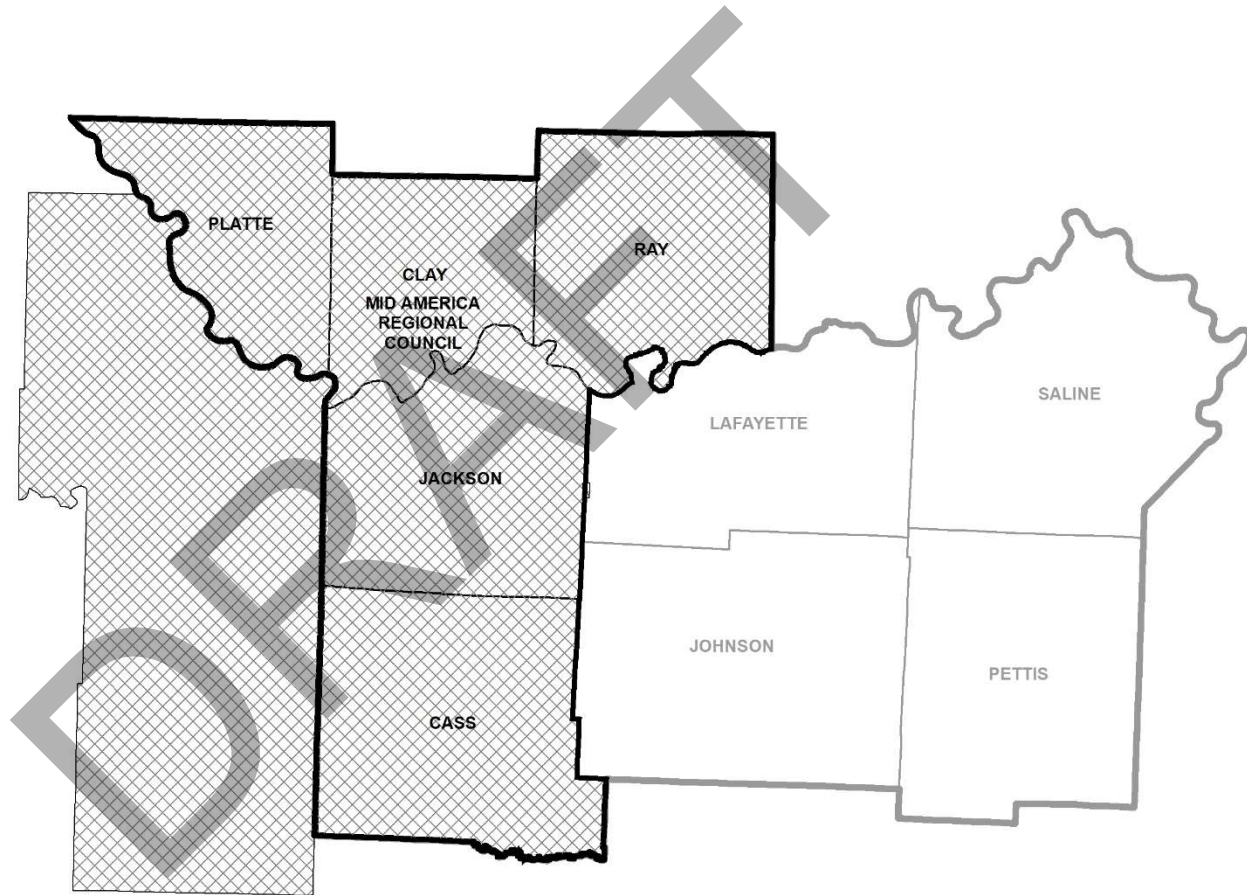 PLATTE
CLAY
MID AMERICA
REGIONAL
COUNCIL
RAY
JACKSON
CASS
LAFAYETTE
SALINE
JOHNSON
PETTIS
DRAFT